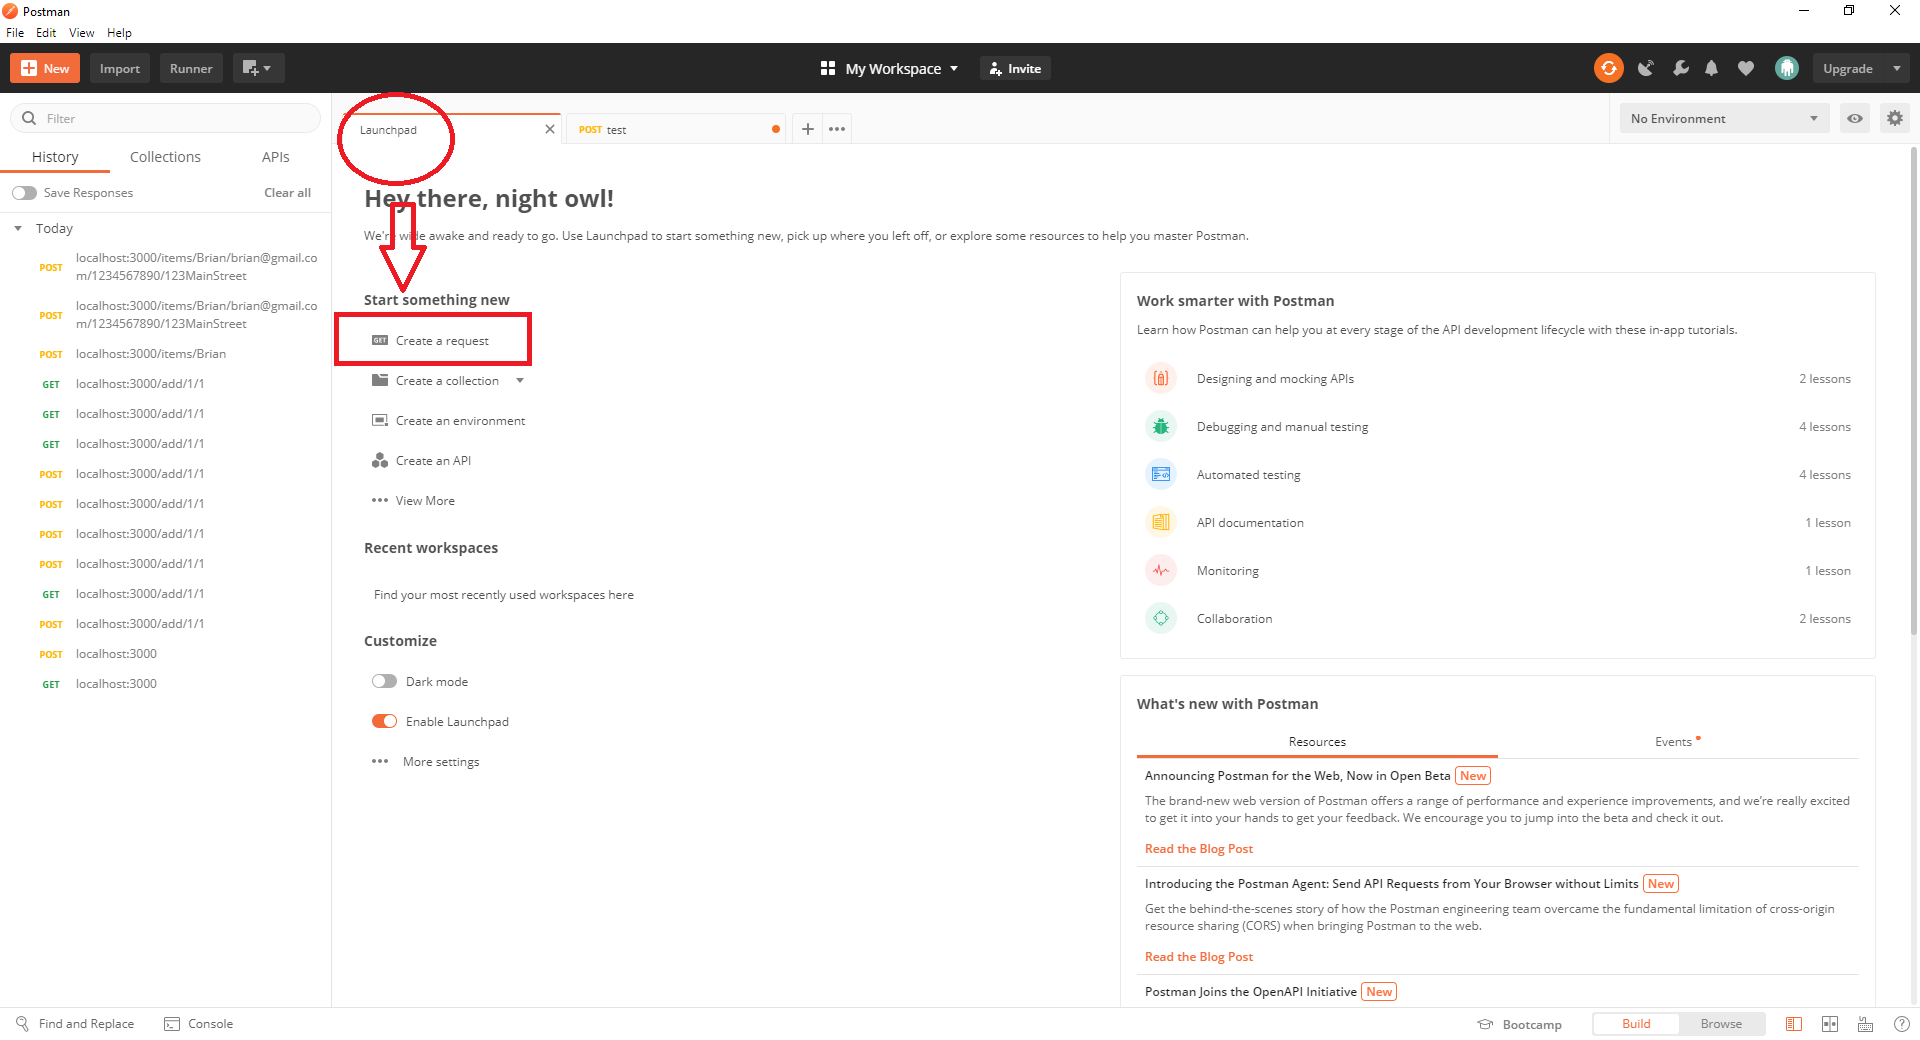 Postman
File Edit View Help
New Import Runner
My Workspace
Invite
Upgrade
Filter
History Collections APIs
Save Responses Clear all
Today
POST localhost:3000/items/Brian/brian@gmail.co
m/1234567890/123MainStreet
POST localhost:3000/items/Brian/brian@gmail.co
m/1234567890/123MainStreet
POST localhost:3000/items/Brian
GET localhost:3000/add/1/1
GET localhost:3000/add/1/1
GET localhost:3000/add/1/1
POST localhost:3000/add/1/1
POST localhost:3000/add/1/1
POST localhost:3000/add/1/1
POST localhost:3000/add/1/1
GET localhost:3000/add/1/1
POST localhost:3000/add/1/1
POST localhost:3000
GET localhost:3000
Launchpad
POST test
No Environment
Hey there, night owl!
We're wide awake and ready to go. Use Launchpad to start something new, pick up where you left off, or explore some resources to help you master Postman.
Start something new
GET Create a request
Create a collection
Create an environment
Create an API
View More
Recent workspaces
Find your most recently used workspaces here
Customize
Dark mode
Enable Launchpad
More settings
Work smarter with Postman
Learn how Postman can help you at every stage of the API development lifecycle with these in-app tutorials.
Designing and mocking APIs 2 lessons
Debugging and manual testing 4 lessons
Automated testing 4 lessons
API documentation 1 lesson
Monitoring 1 lesson
Collaboration 2 lessons
What's new with Postman
Resources Events
Announcing Postman for the Web, Now in Open Beta New
The brand-new web version of Postman offers a range of performance and experience improvements, and we're really excited
to get it into your hands to get your feedback. We encourage you to jump into the beta and check it out.
Read the Blog Post
Introducing the Postman Agent: Send API Requests from Your Browser without Limits New
Get the behind-the-scenes story of how the Postman engineering team overcame the fundamental limitation of cross-origin
resource sharing (CORS) when bringing Postman to the web.
Read the Blog Post
Postman Joins the OpenAPI Initiative New
Find and Replace Console
Bootcamp Build Browse